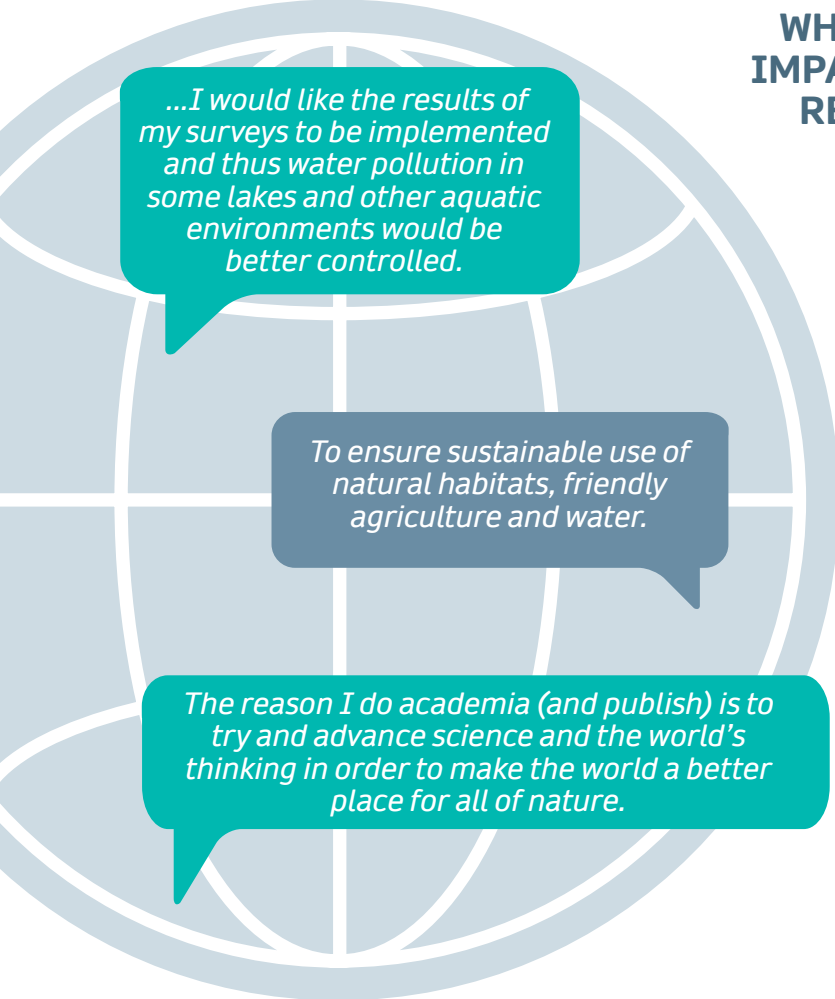 WH
IMPA
RE
...I would like the results of
my surveys to be implemented
and thus water pollution in
some lakes and other aquatic
environments would be
better controlled.
To ensure sustainable use of
natural habitats, friendly
agriculture and water.
The reason I do academia (and publish) is to
try and advance science and the world's
thinking in order to make the world a better
place for all of nature.